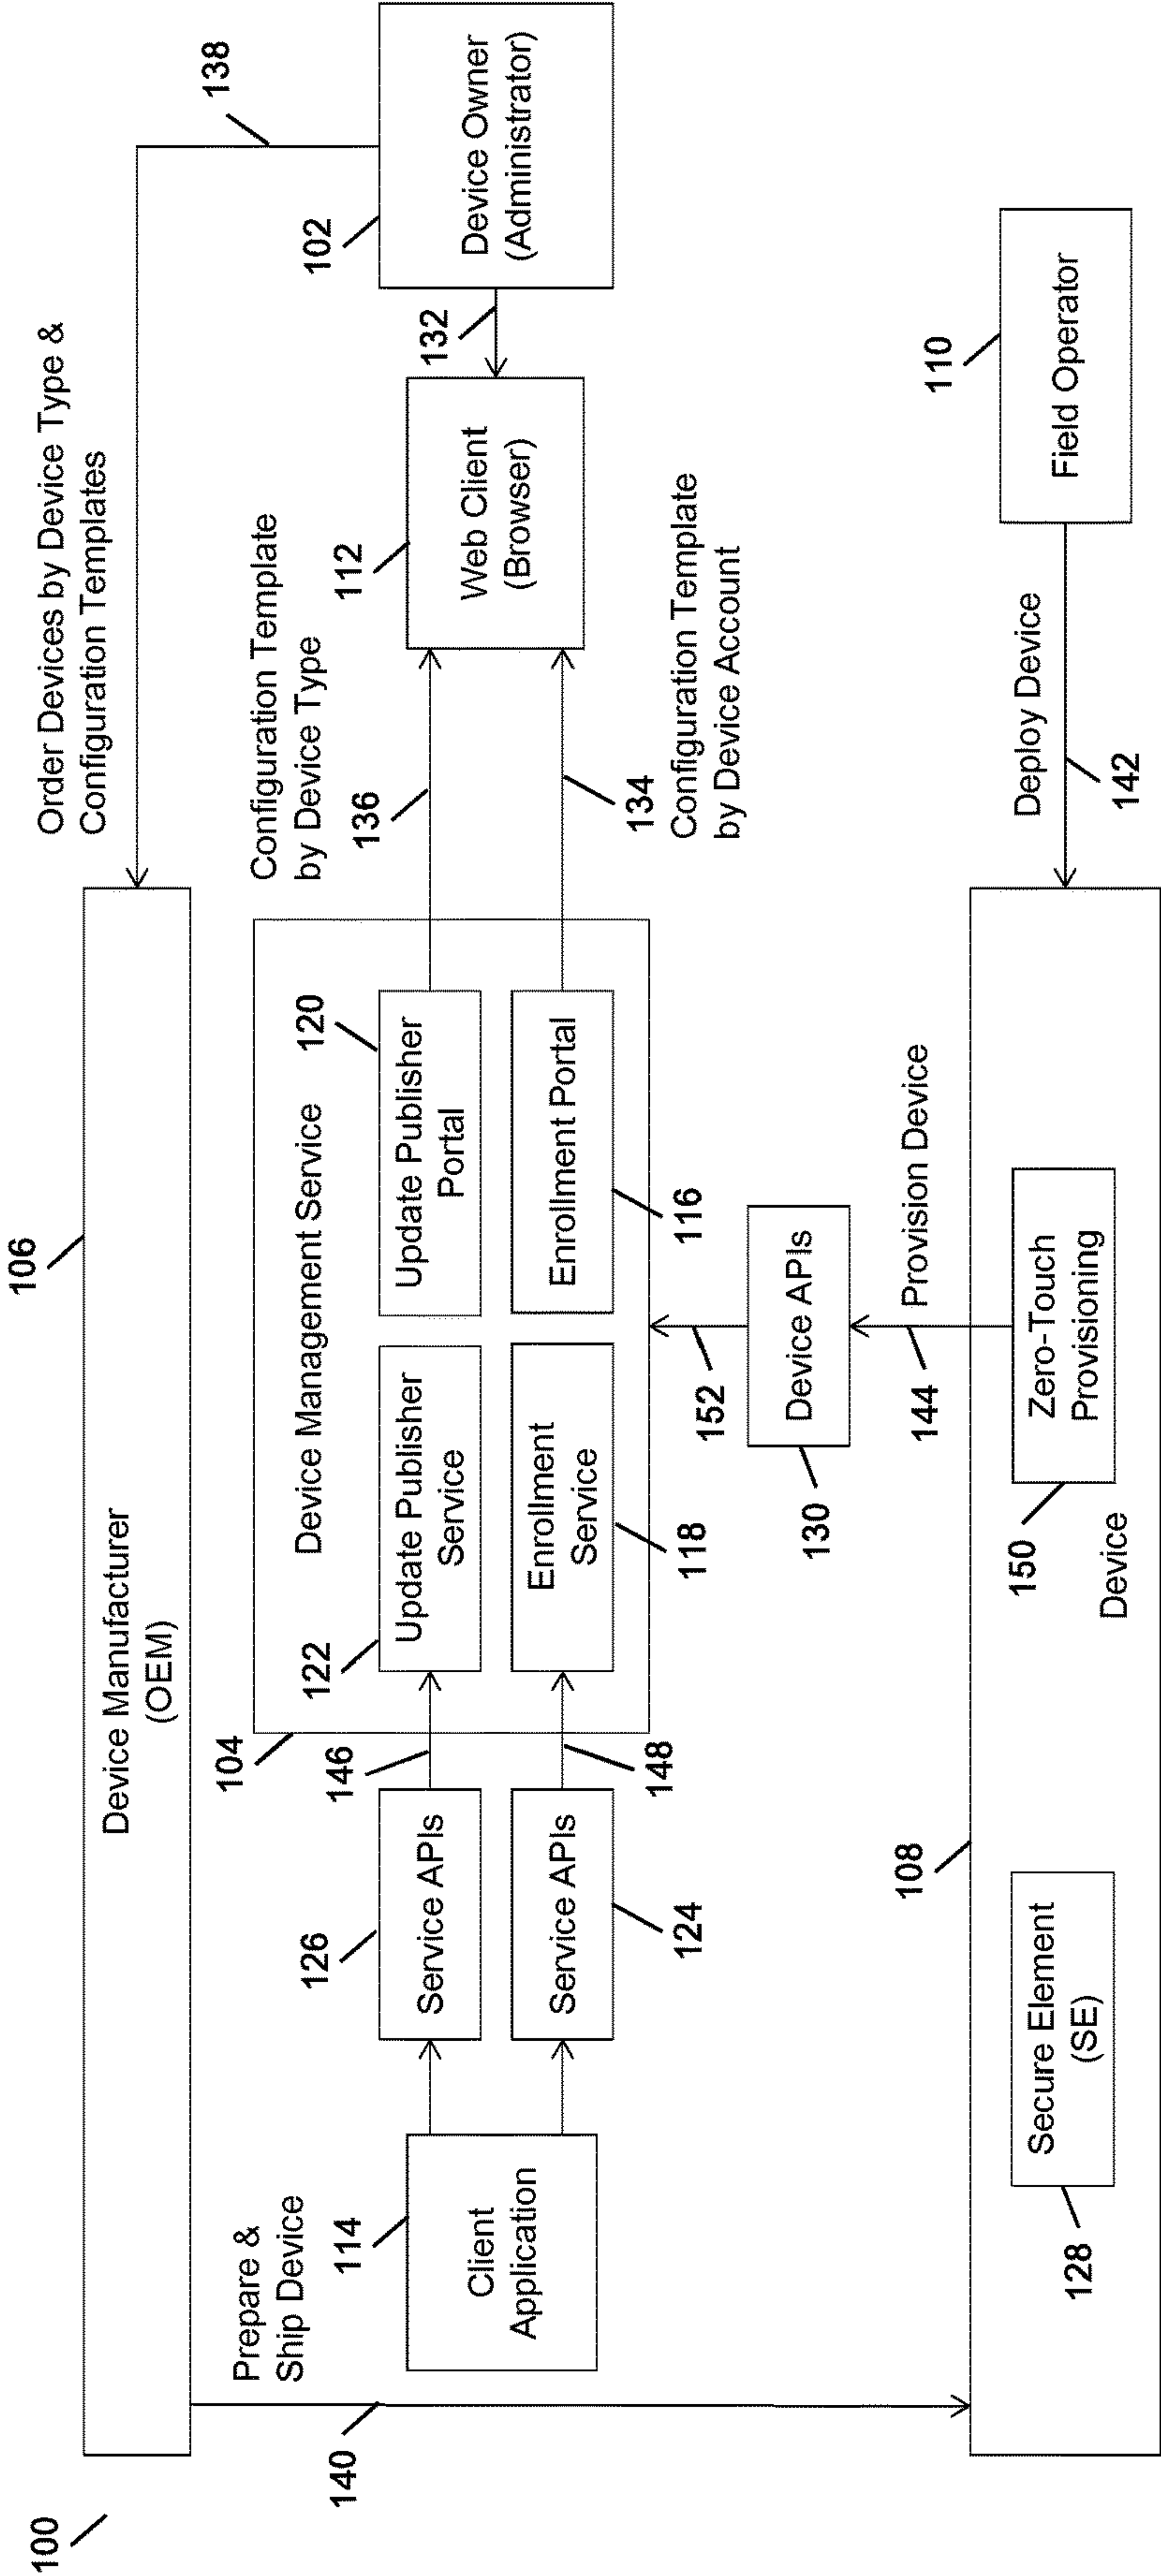 100
106
Device Manufacturer
(OEM)
Order Devices by Device Type &
Configuration Templates
138
Prepare &
Ship Device
140
114
Client
Application
126
Service APIs
124
Service APIs
146
148
104
Device Management Service
122
Update Publisher
Service
120
Update Publisher
Portal
Enrollment
Service
118
Enrollment Portal
116
Configuration Template
by Device Type
136
134
Configuration Template
by Device Account
112
Web Client
(Browser)
132
102
Device Owner
(Administrator)
152
Device APIs
130
144
Provision Device
108
Secure Element
(SE)
128
Zero-Touch
Provisioning
150
Device
Deploy Device
142
110
Field Operator